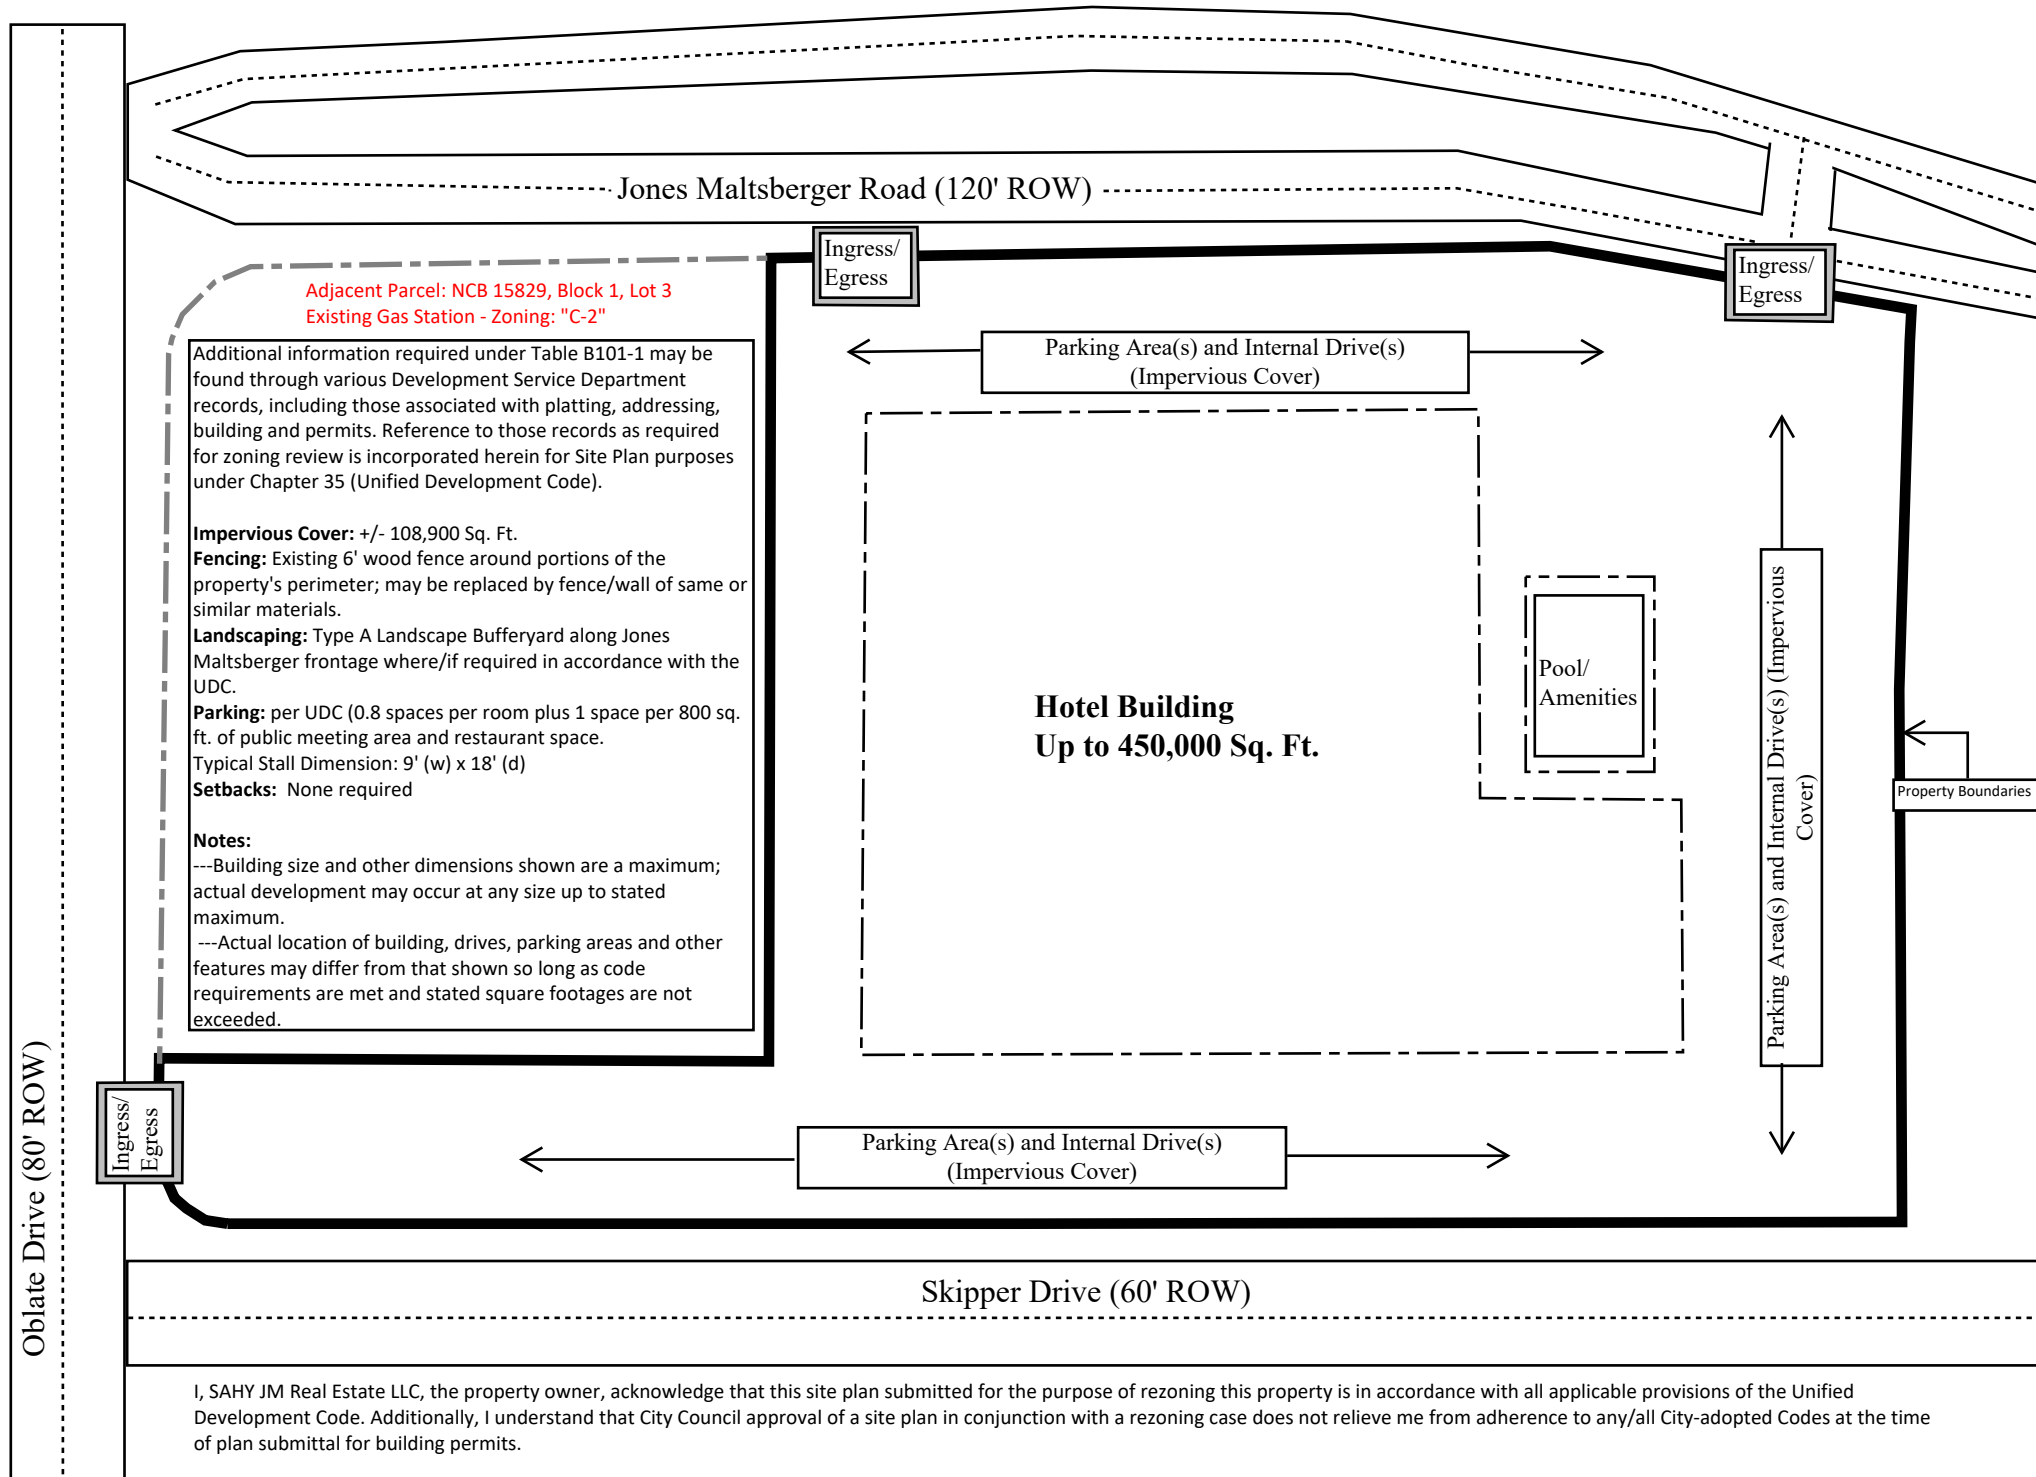 Jones Maltsberger Road (120' ROW)
Ingress/
Egress
Ingress/
Egress
Adjacent Parcel: NCB 15829, Block 1, Lot 3
Existing Gas Station - Zoning: "C-2"
Additional information required under Table B101-1 may be
found through various Development Service Department
records, including those associated with platting, addressing,
building and permits. Reference to those records as required
for zoning review is incorporated herein for Site Plan purposes
under Chapter 35 (Unified Development Code).
Impervious Cover: +/- 108,900 Sq. Ft.
Fencing: Existing 6' wood fence around portions of the
property's perimeter; may be replaced by fence/wall of same or
similar materials.
Landscaping: Type A Landscape Bufferyard along Jones
Maltsberger frontage where/if required in accordance with the
UDC.
Parking: per UDC (0.8 spaces per room plus 1 space per 800 sq.
ft. of public meeting area and restaurant space.
Typical Stall Dimension: 9' (w) x 18' (d)
Setbacks: None required
Notes:
---Building size and other dimensions shown are a maximum;
actual development may occur at any size up to stated
maximum.
---Actual location of building, drives, parking areas and other
features may differ from that shown so long as code
requirements are met and stated square footages are not
exceeded.
Parking Area(s) and Internal Drive(s)
(Impervious Cover)
Hotel Building
Up to 450,000 Sq. Ft.
Pool/
Amenities
Parking Area(s) and Internal Drive(s) (Impervious
Cover)
Property Boundaries
Ingress/
Egress
Parking Area(s) and Internal Drive(s)
(Impervious Cover)
Oblate Drive (80' ROW)
Skipper Drive (60' ROW)
I, SAHY JM Real Estate LLC, the property owner, acknowledge that this site plan submitted for the purpose of rezoning this property is in accordance with all applicable provisions of the Unified
Development Code. Additionally, I understand that City Council approval of a site plan in conjunction with a rezoning case does not relieve me from adherence to any/all City-adopted Codes at the time
of plan submittal for building permits.